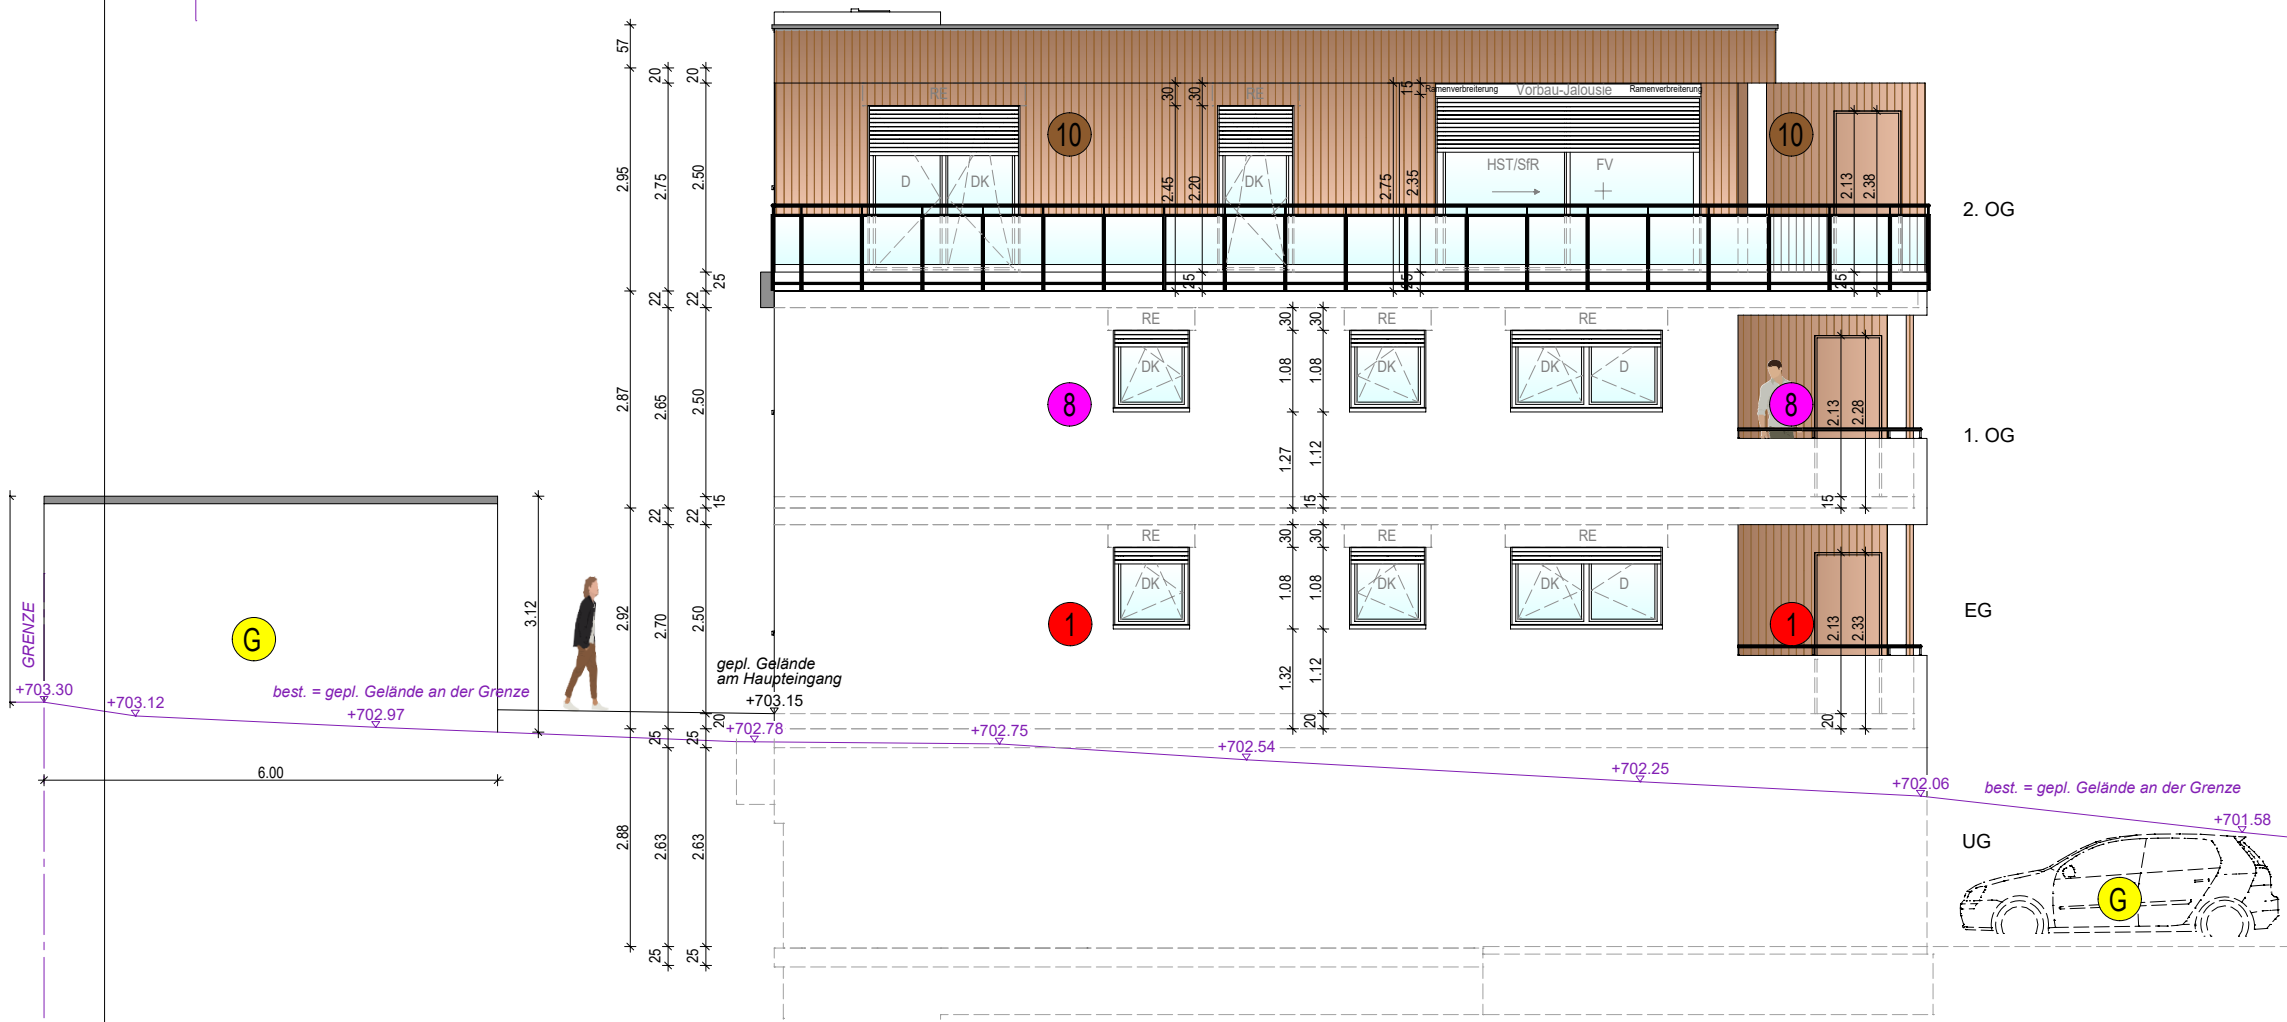 57
20
20
2.95
2.75
2.50
25
22
22
2.87
2.65
2.50
15
22
22
2.92
2.70
2.50
20
25
25
2.88
2.63
2.63
25
25
RE
RE
30
30
15
Ramenverbreiterung Vorbau-Jalousie Ramenverbreiterung
10
10
D
DK
DK
HST/SfR
FV
2.45
2.20
2.75
2.35
2.13
2.38
25
25
25
2. OG
RE
RE
RE
30
30
DK
DK
DK
D
1.08
1.08
8
8
2.13
2.28
1. OG
1.27
1.12
15
15
RE
RE
RE
30
30
DK
DK
DK
D
1.08
1.08
1
1
2.13
2.33
EG
1.32
1.12
20
20
GRENZE
G
3.12
+703.30
+703.12
best. = gepl. Gelände an der Grenze
+702.97
6.00
gepl. Gelände
am Haupteingang
+703.15
+702.78
+702.75
+702.54
+702.25
+702.06
best. = gepl. Gelände an der Grenze
+701.58
UG
G